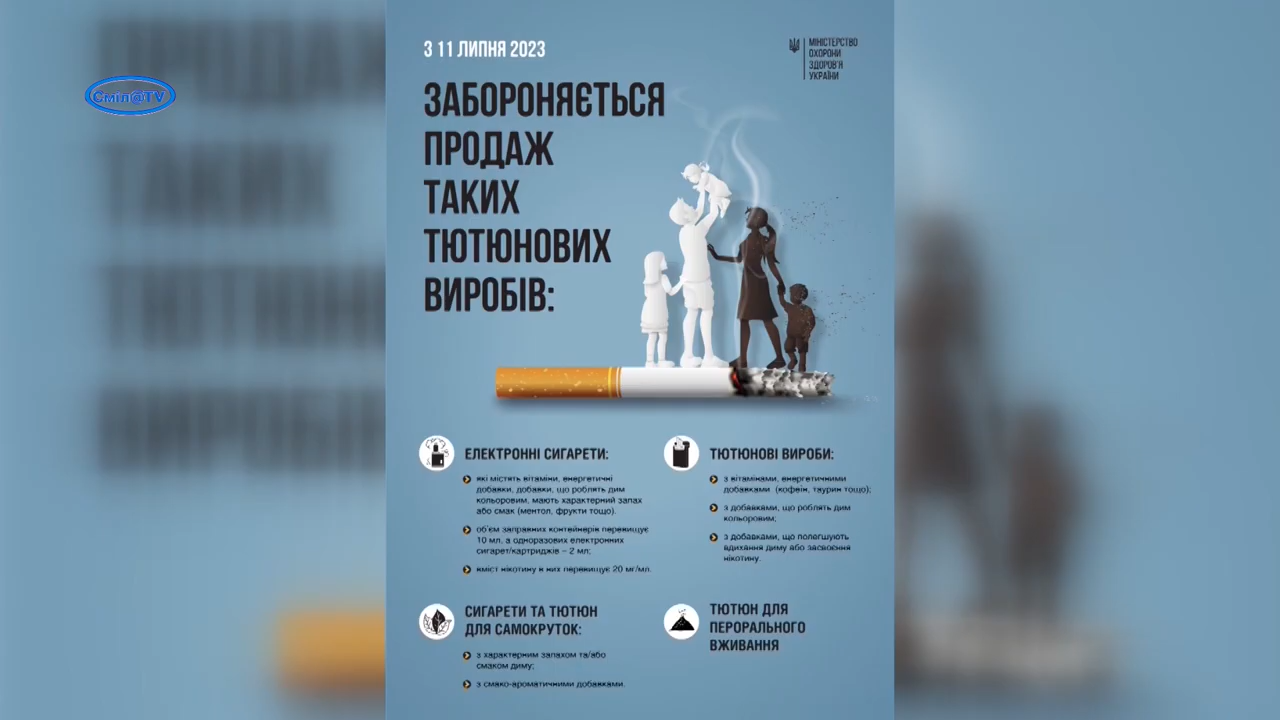 Сміл@TV
З 11 ЛИПНЯ 2023
МІНІСТЕРСТВО
ОХОРОНИ
ЗДОРОВ'Я
УКРАЇНИ
ЗАБОРОНЯЄТЬСЯ
ПРОДАЖ
ТАКИХ
ТЮТЮНОВИХ
ВИРОБІВ:
ЕЛЕКТРОННІ СИГАРЕТИ:
які містять вітаміни, енергетичні
добавки, добавки, що роблять дим
кольоровим, мають характерний запах
або смак (ментол, фрукти тощо).
об'єм заправних контейнерів перевищує
10 мл, а одноразових електронних
сигарет/картриджів – 2 мл;
вміст нікотину в них перевищує 20 мг/мл.
ТЮТЮНОВІ ВИРОБИ:
з вітамінами, енергетичними
добавками (кофеїн, таурин тощо);
з добавками, що роблять дим
кольоровим;
з добавками, що полегшують
вдихання диму або засвоєння
нікотину.
СИГАРЕТИ ТА ТЮТЮН
ДЛЯ САМОКРУТОК:
з характерним запахом та/або
смаком диму;
з смако-ароматичними добавками.
ТЮТЮН ДЛЯ
ПЕРОРАЛЬНОГО
ВЖИВАННЯ